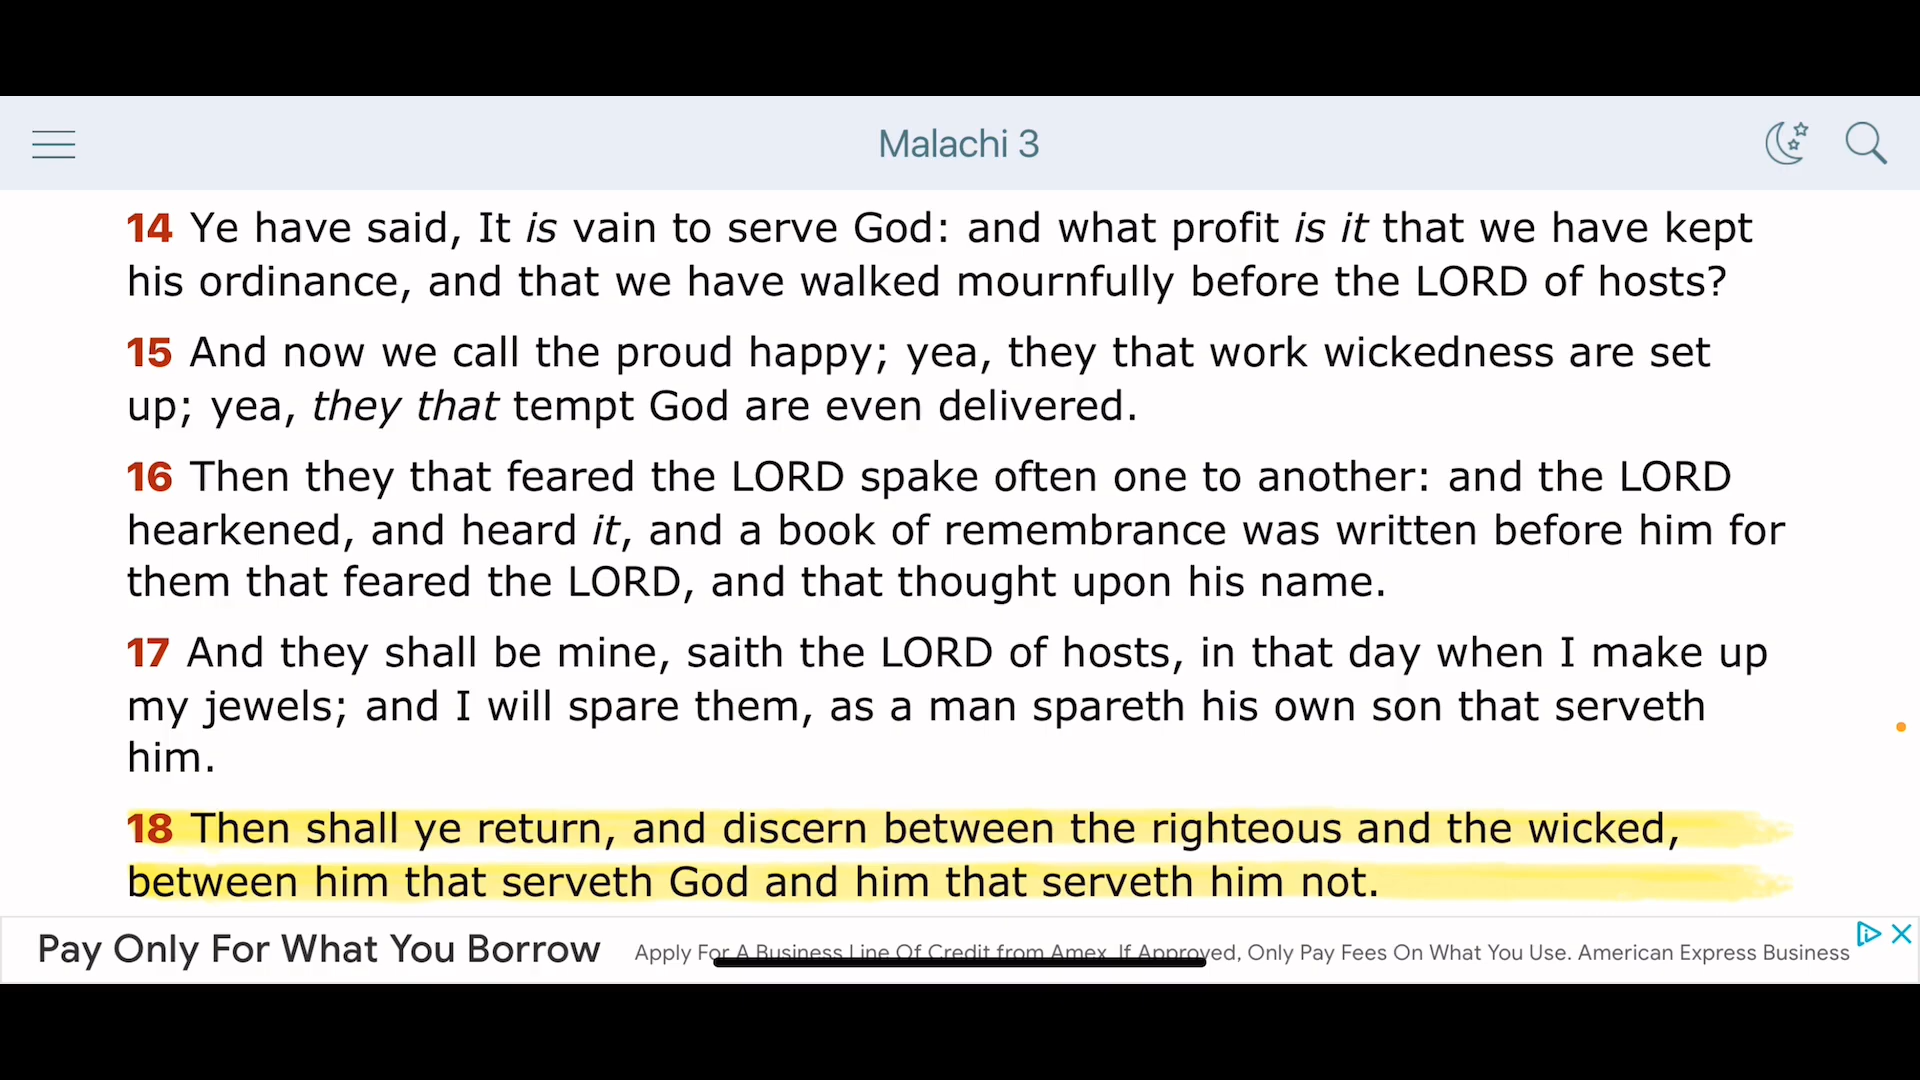 Malachi 3
14 Ye have said, It is vain to serve God: and what profit is it that we have kept
his ordinance, and that we have walked mournfully before the LORD of hosts?
15 And now we call the proud happy; yea, they that work wickedness are set
up; yea, they that tempt God are even delivered.
16 Then they that feared the LORD spake often one to another: and the LORD
hearkened, and heard it, and a book of remembrance was written before him for
them that feared the LORD, and that thought upon his name.
17 And they shall be mine, saith the LORD of hosts, in that day when I make up
my jewels; and I will spare them, as a man spareth his own son that serveth
him.
18 Then shall ye return, and discern between the righteous and the wicked,
between him that serveth God and him that serveth him not.
Pay Only For What You Borrow
Apply For A Business Line Of Credit from Amex. If Approved, Only Pay Fees On What You Use. American Express Business